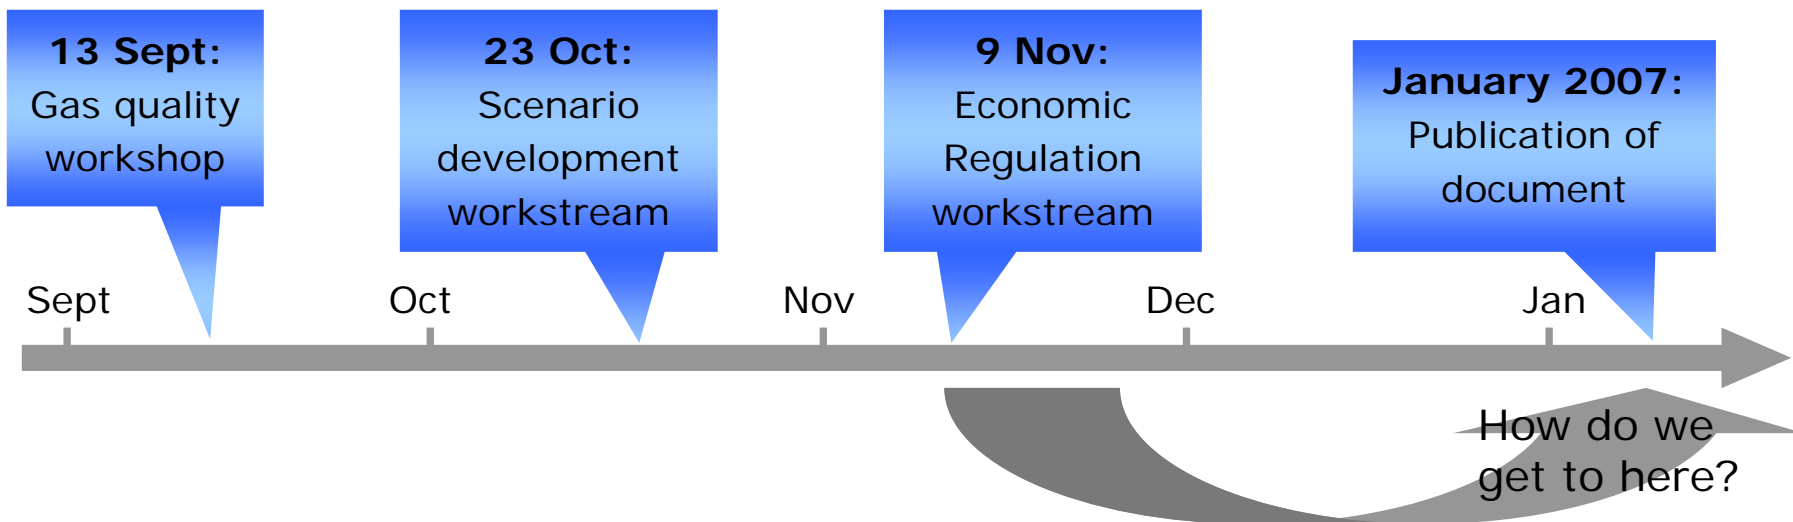 13 Sept:
Gas quality
workshop
23 Oct:
Scenario
development
workstream
9 Nov:
Economic
Regulation
workstream
January 2007:
Publication of
document
Sept
Oct
Nov
Dec
Jan
How do we
get to here?